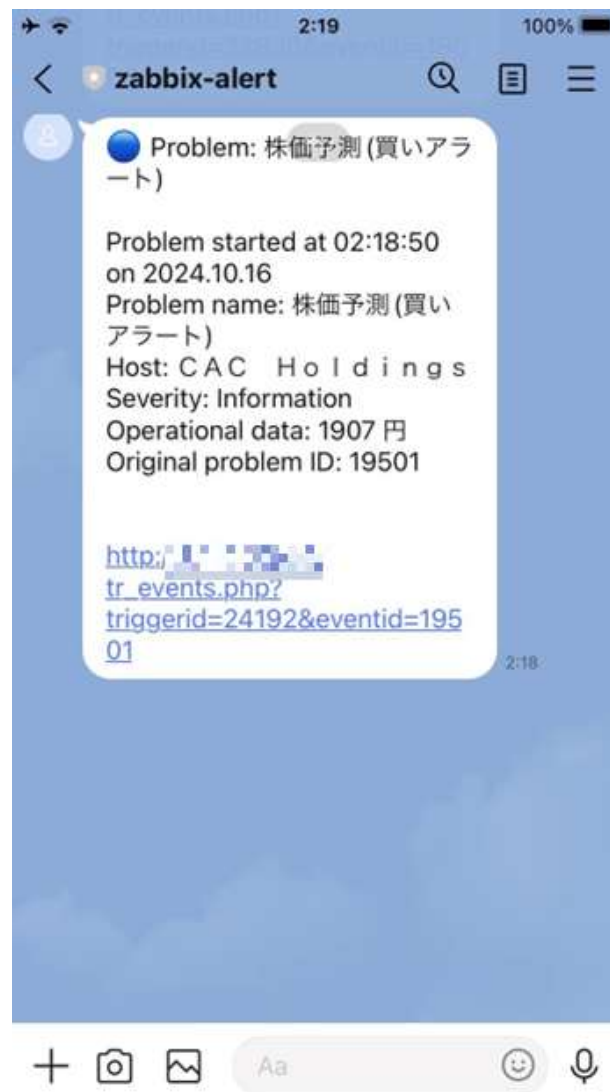 2:19
100%
zabbix-alert
🔵 Problem: 株価予測 (買いアラ
ート)
Problem started at 02:18:50
on 2024.10.16
Problem name: 株価予測 (買い
アラート)
Host: ＣＡＣ　Ｈｏｌｄｉｎｇｓ
Severity: Information
Operational data: 1907 円
Original problem ID: 19501
http:/
tr_events.php?
triggerid=24192&eventid=195
01
2:18
Aa